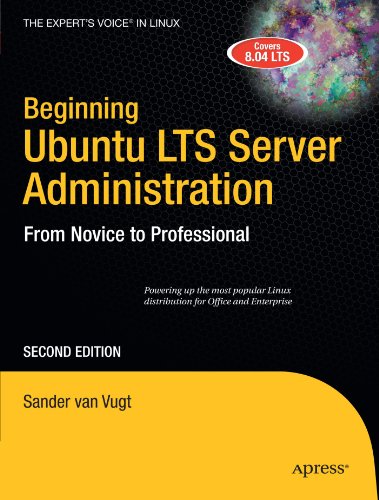 THE EXPERT'S VOICE® IN LINUX
Covers
8.04 LTS
Beginning
Ubuntu LTS Server
Administration
From Novice to Professional
Powering up the most popular Linux
distribution for Office and Enterprise
SECOND EDITION
Sander van Vugt
Apress®